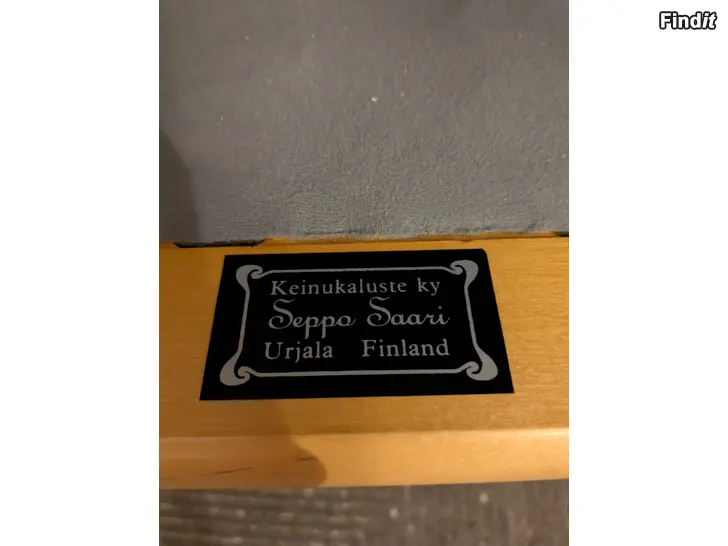 Findit
Keinukaluste ky
Seppo Saari
Urjala Finland